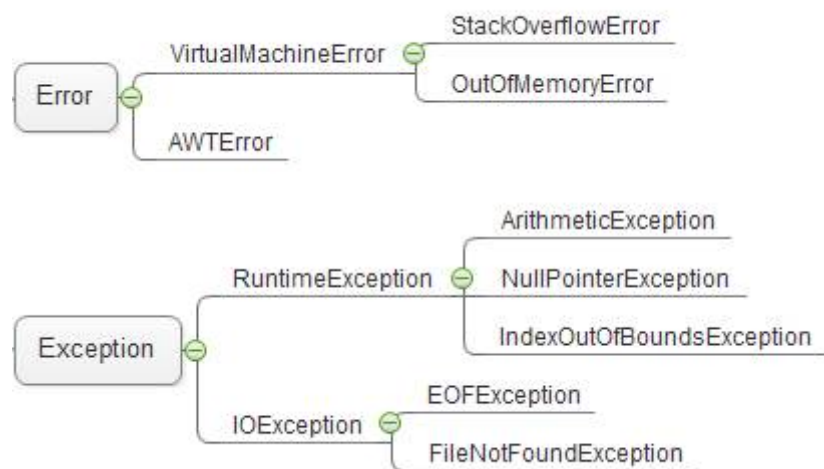 Error
VirtualMachineError
StackOverflowError
OutOfMemoryError
AWTError
Exception
RuntimeException
ArithmeticException
NullPointerException
IndexOutOfBoundsException
IOException
EOFException
FileNotFoundException